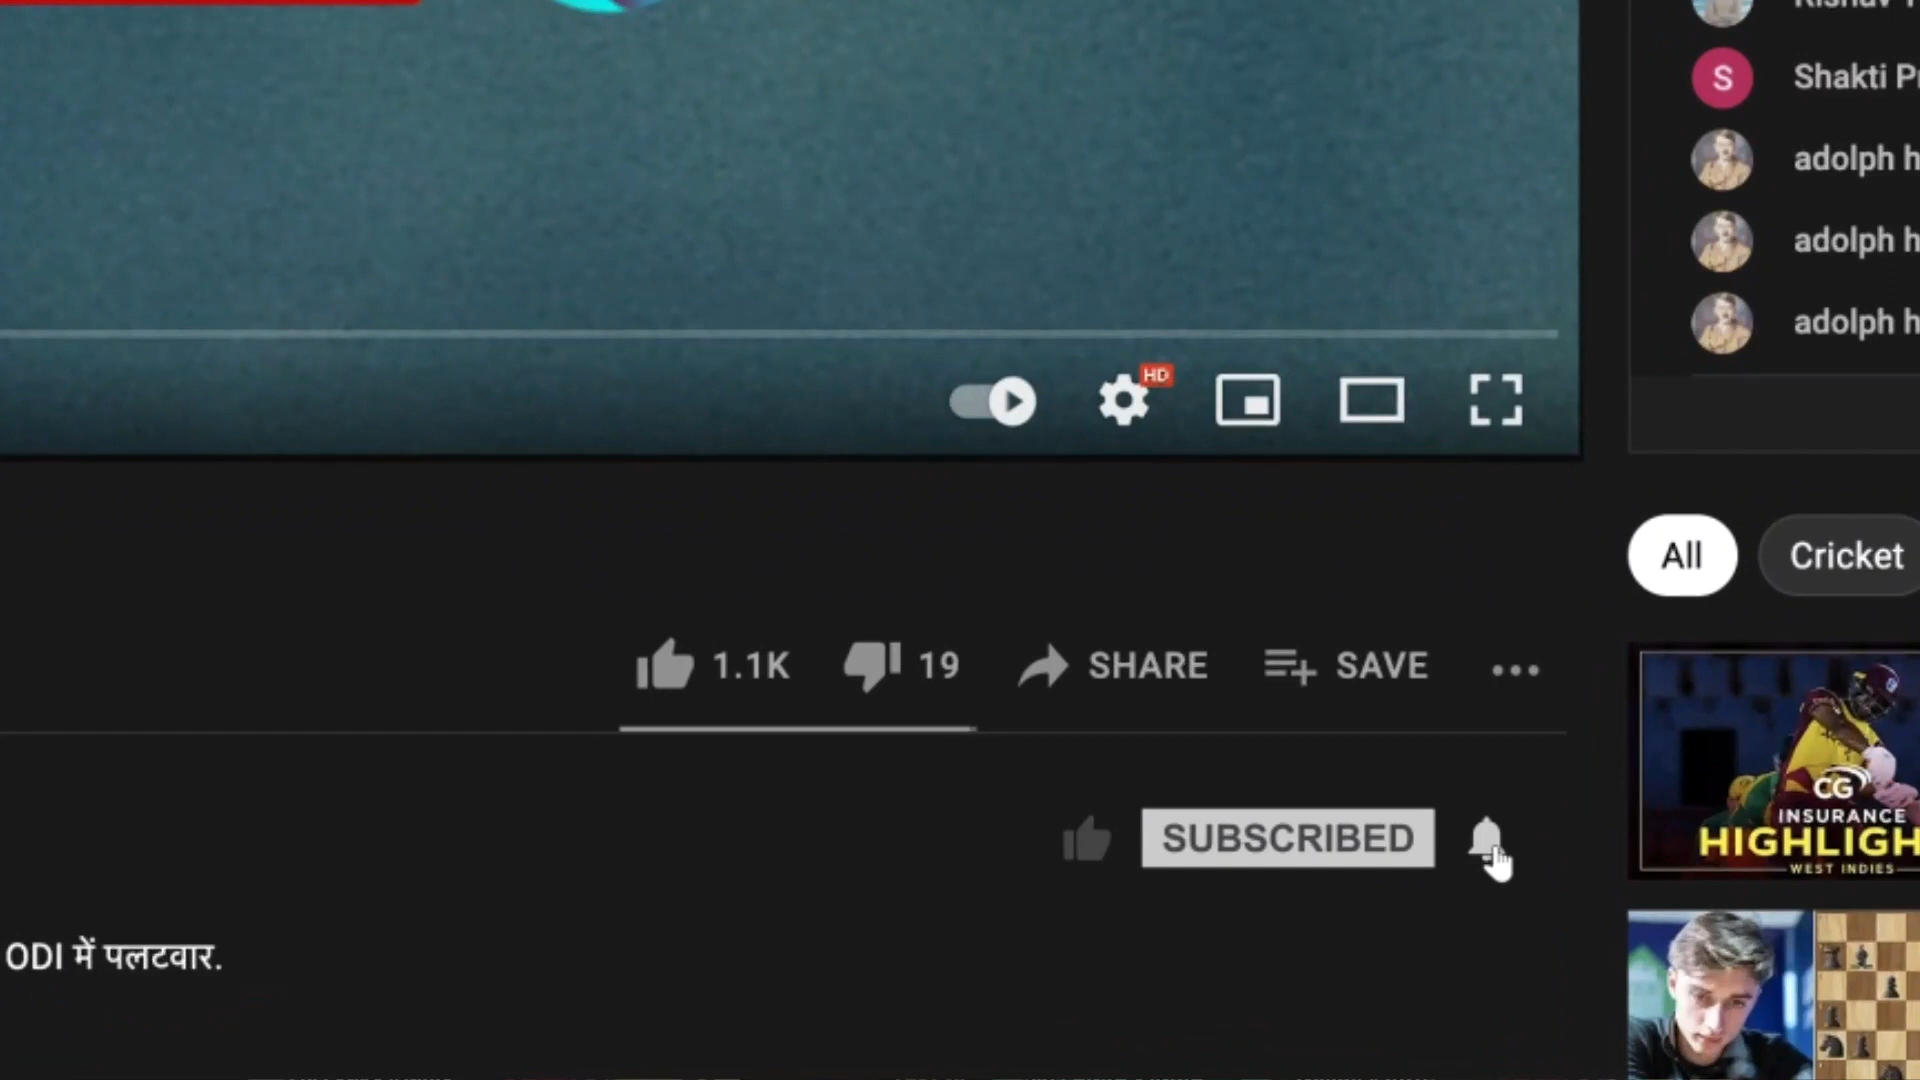 Shakti
adolph h
adolph h
adolph h
HD
All
Cricket
1.1K
19
SHARE
SAVE
SUBSCRIBED
CG
INSURANCE
HIGHLIGH
WEST INDIES
ODI में पलटवार.